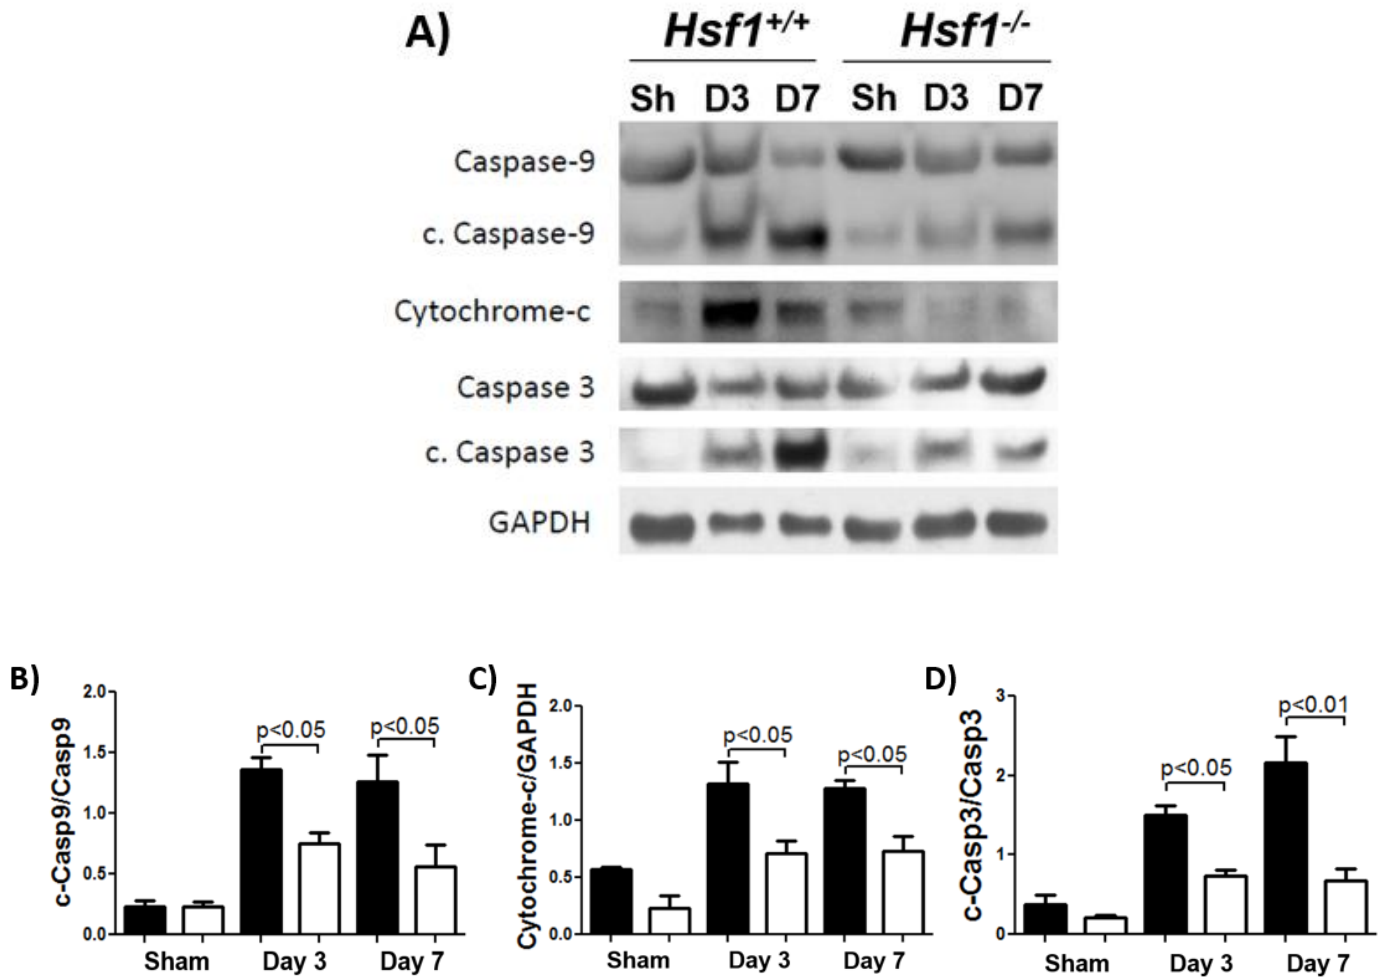 A)
Hsf1+/+ Hsf1-/-
Sh D3 D7 Sh D3 D7
Caspase-9
c. Caspase-9
Cytochrome-c
Caspase 3
c. Caspase 3
GAPDH
B)
c-Casp9/Casp9
2.0
1.5
1.0
0.5
0.0
p<0.05
p<0.05
Sham Day 3 Day 7
C)
Cytochrome-c/GAPDH
2.0
1.5
1.0
0.5
0.0
p<0.05
p<0.05
Sham Day 3 Day 7
D)
c-Casp3/Casp3
3
2
1
0
p<0.05
p<0.01
Sham Day 3 Day 7